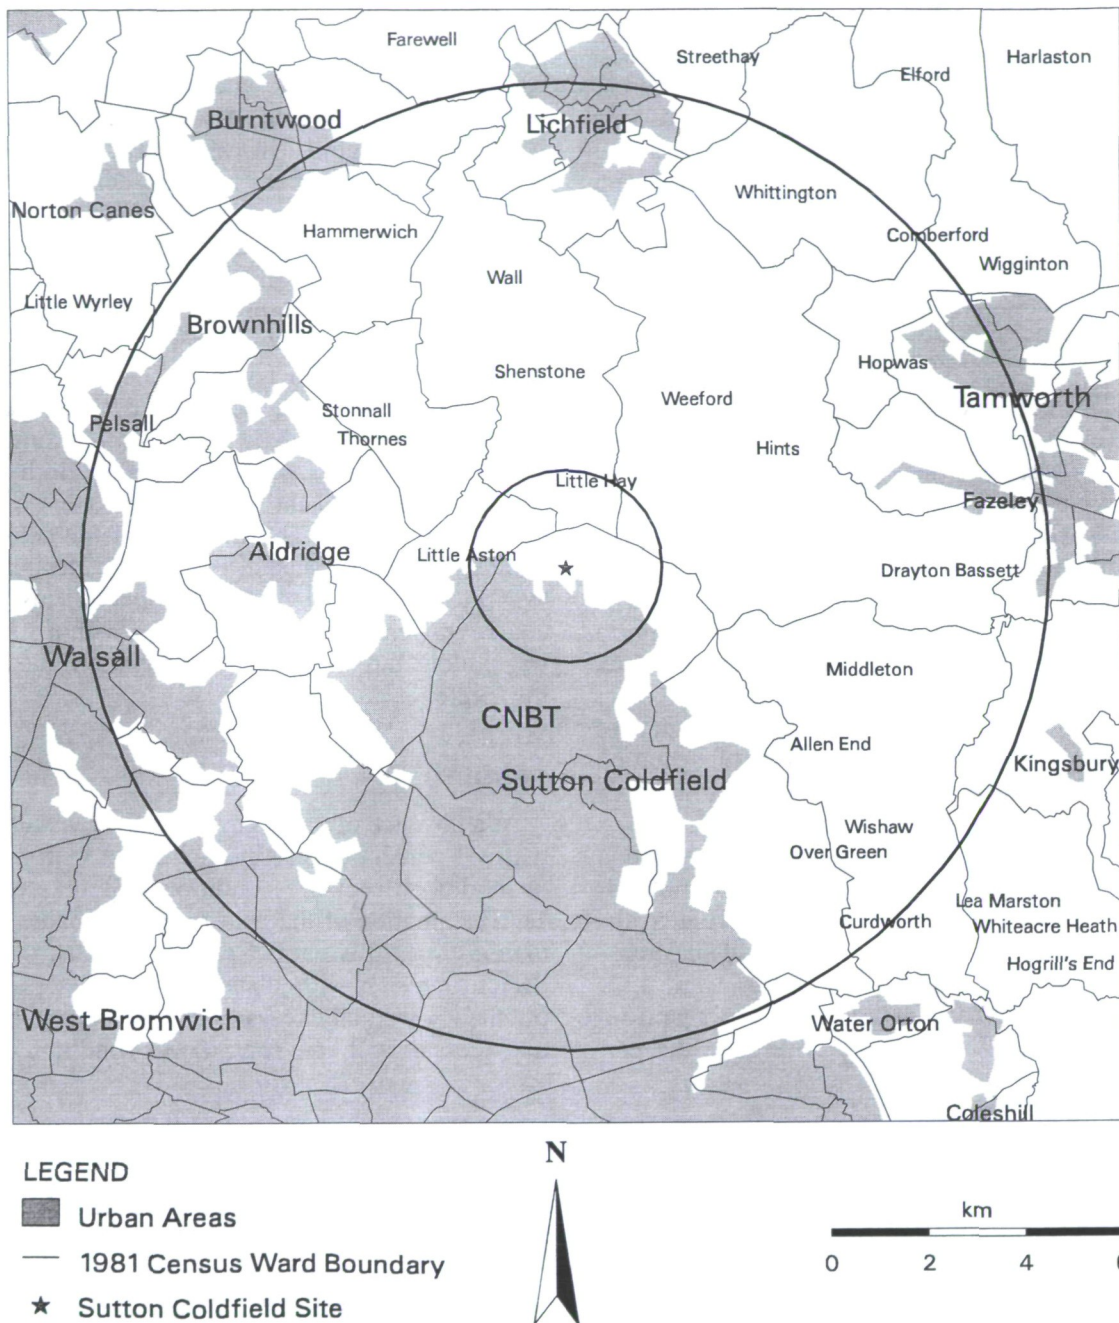 Farewell
Streethay
Harlaston
Elford
Burntwood
Lichfield
Whittington
Norton Canes
Hammerwich
Comberford
Wigginton
Wall
Little Wyrley
Brownhills
Hopwas
Shenstone
Tamworth
Weeford
Stonnall
Pelsall
Thornes
Hints
Little Hay
Fazeley
Aldridge
Little Aston
Drayton Bassett
Walsall
Middleton
CNBT
Allen End
Kingsbury
Sutton Coldfield
Wishaw
Over Green
Lea Marston
Curdworth
Whiteacre Heath
Hogrill's End
West Bromwich
Water Orton
Coleshill
LEGEND
Urban Areas
1981 Census Ward Boundary
Sutton Coldfield Site
N
km
0 2 4